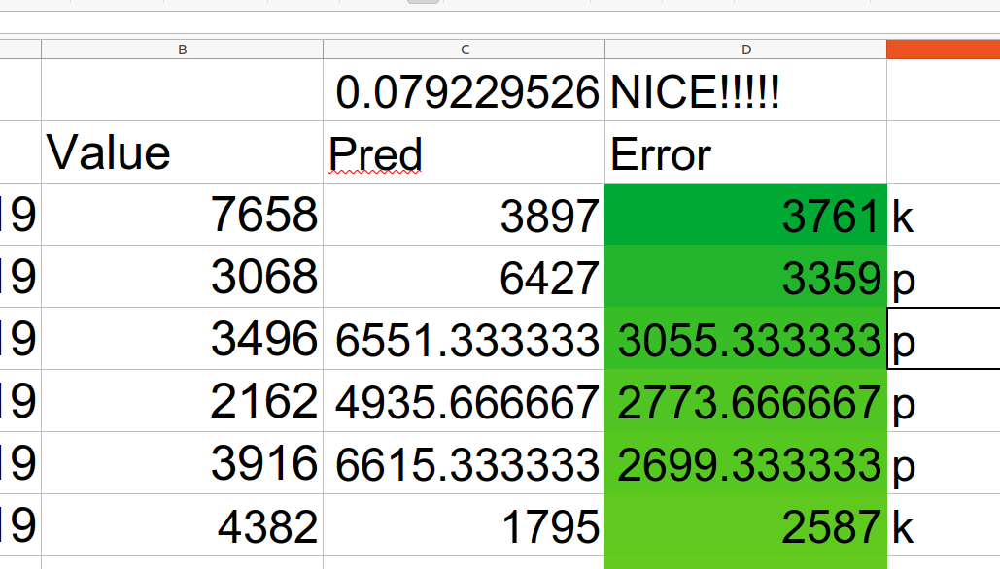 B C D
0.079229526 NICE!!!!!
Value Pred Error
19 7658 3897 3761 k
19 3068 6427 3359 p
19 3496 6551.333333 3055.333333 p
19 2162 4935.666667 2773.666667 p
19 3916 6615.333333 2699.333333 p
19 4382 1795 2587 k